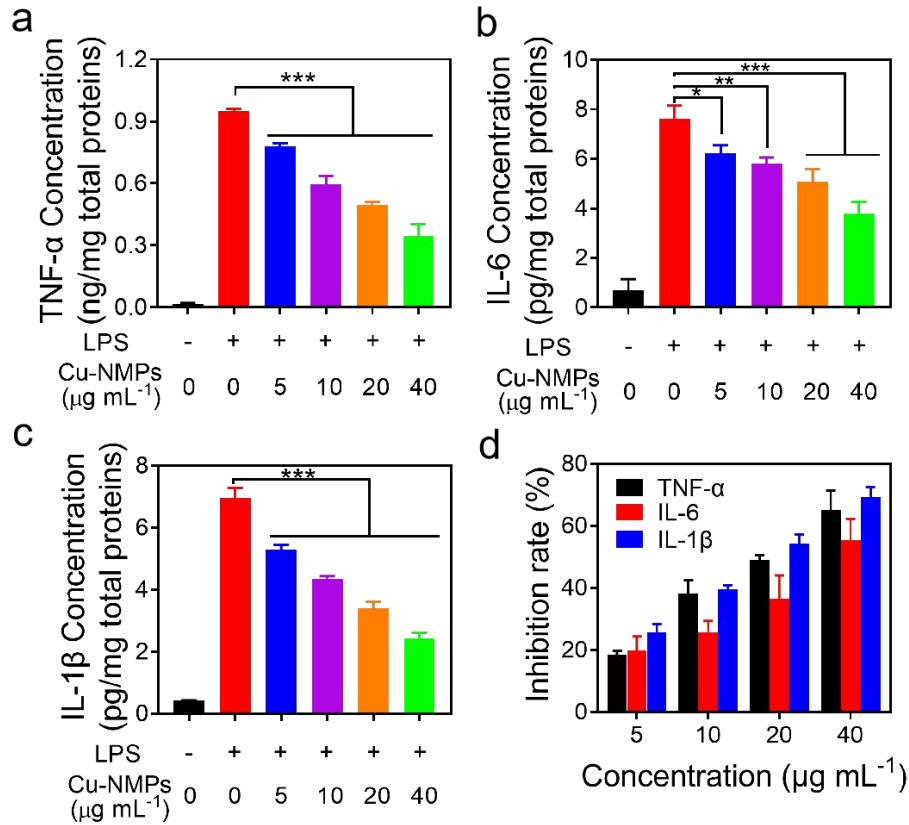 a
TNF-α Concentration
(ng/mg total proteins)
1.2
0.9
0.6
0.3
0.0
***
LPS - + + + + +
Cu-NMPs
(μg mL⁻¹) 0 0 5 10 20 40
b
IL-6 Concentration
(pg/mg total proteins)
10
8
6
4
2
0
***
**
*
LPS - + + + + +
Cu-NMPs
(μg mL⁻¹) 0 0 5 10 20 40
c
IL-1β Concentration
(pg/mg total proteins)
8
6
4
2
0
***
LPS - + + + + +
Cu-NMPs
(μg mL⁻¹) 0 0 5 10 20 40
d
Inhibition rate (%)
80
60
40
20
0
TNF-α
IL-6
IL-1β
5 10 20 40
Concentration (μg mL⁻¹)